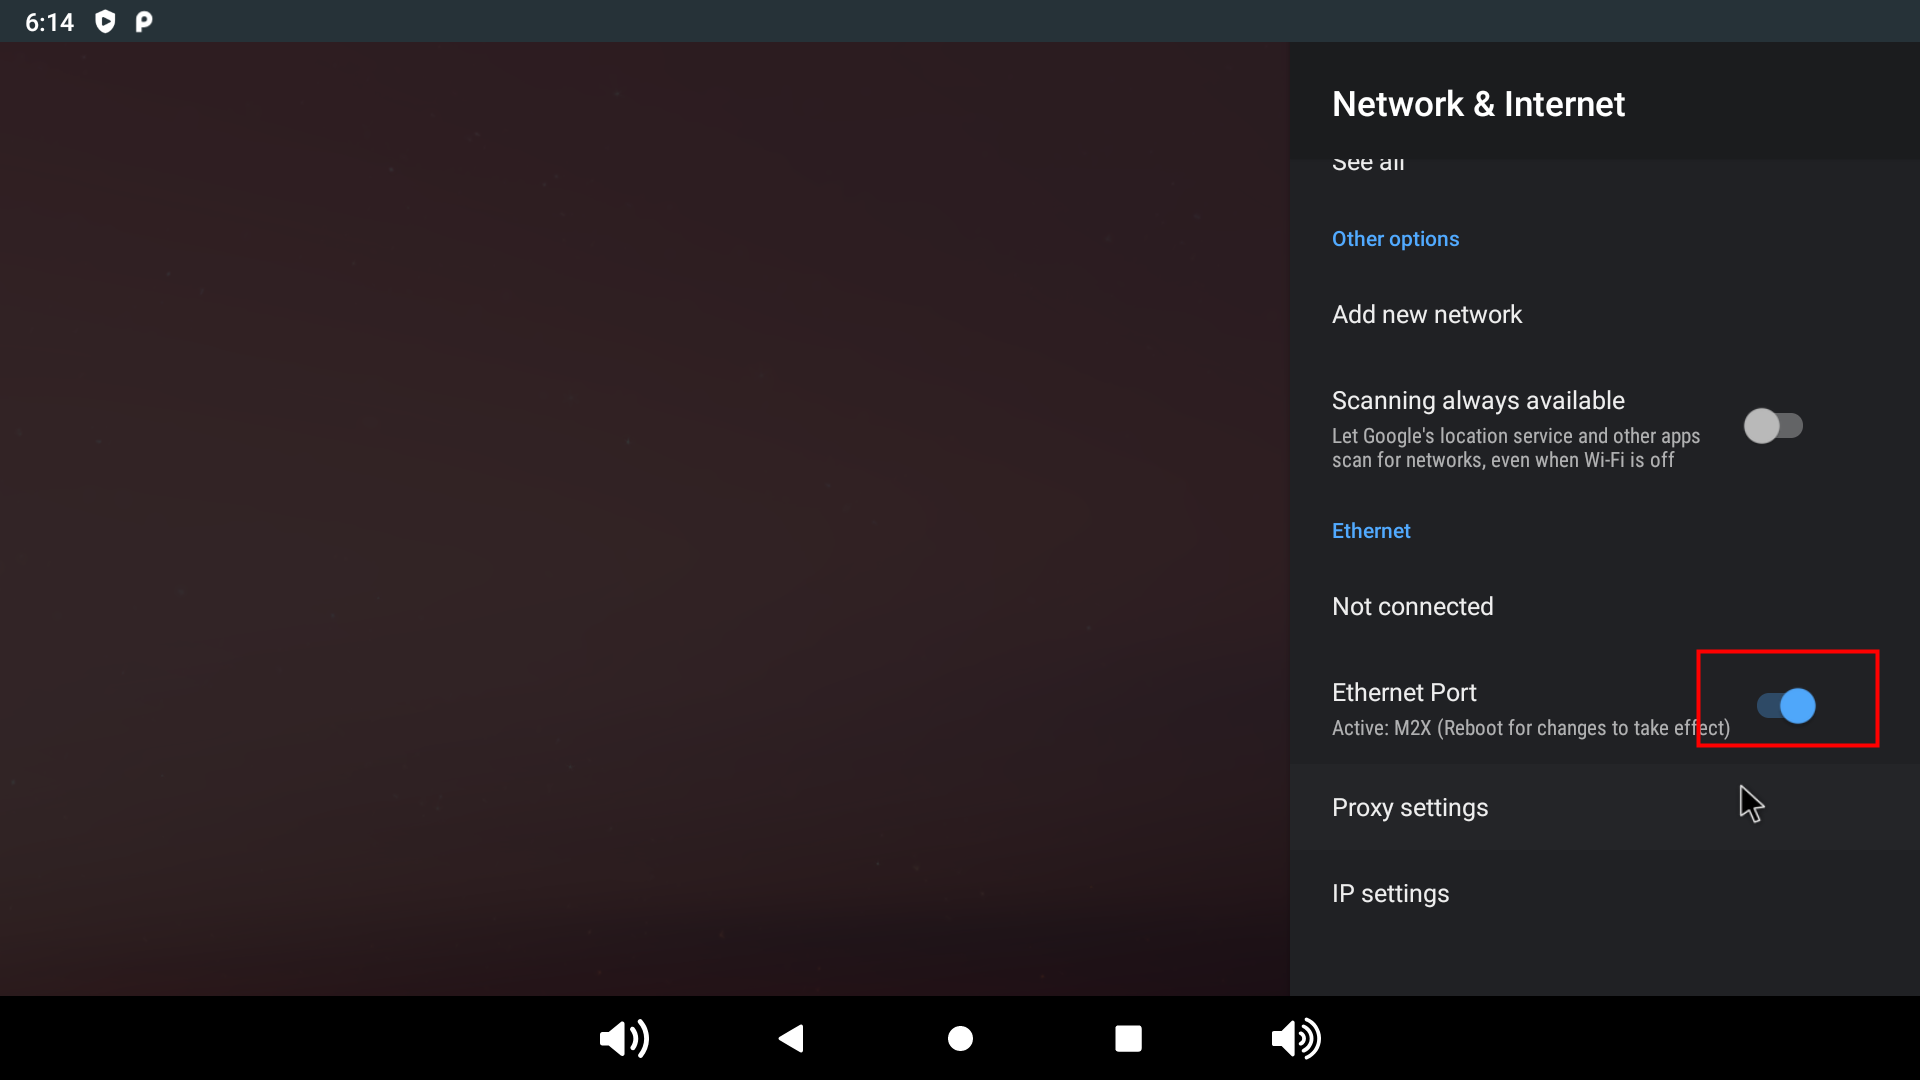 6:14
Network & Internet
See all
Other options
Add new network
Scanning always available
Let Google's location service and other apps
scan for networks, even when Wi-Fi is off
Ethernet
Not connected
Ethernet Port
Active: M2X (Reboot for changes to take effect)
Proxy settings
IP settings